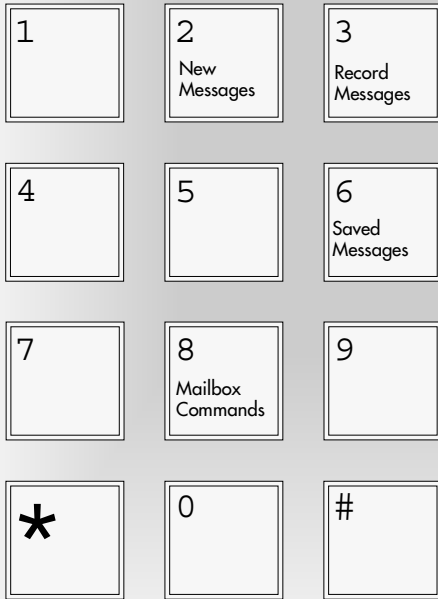 1
2
New
Messages
3
Record
Messages
4
5
6
Saved
Messages
7
8
Mailbox
Commands
9
*
0
#